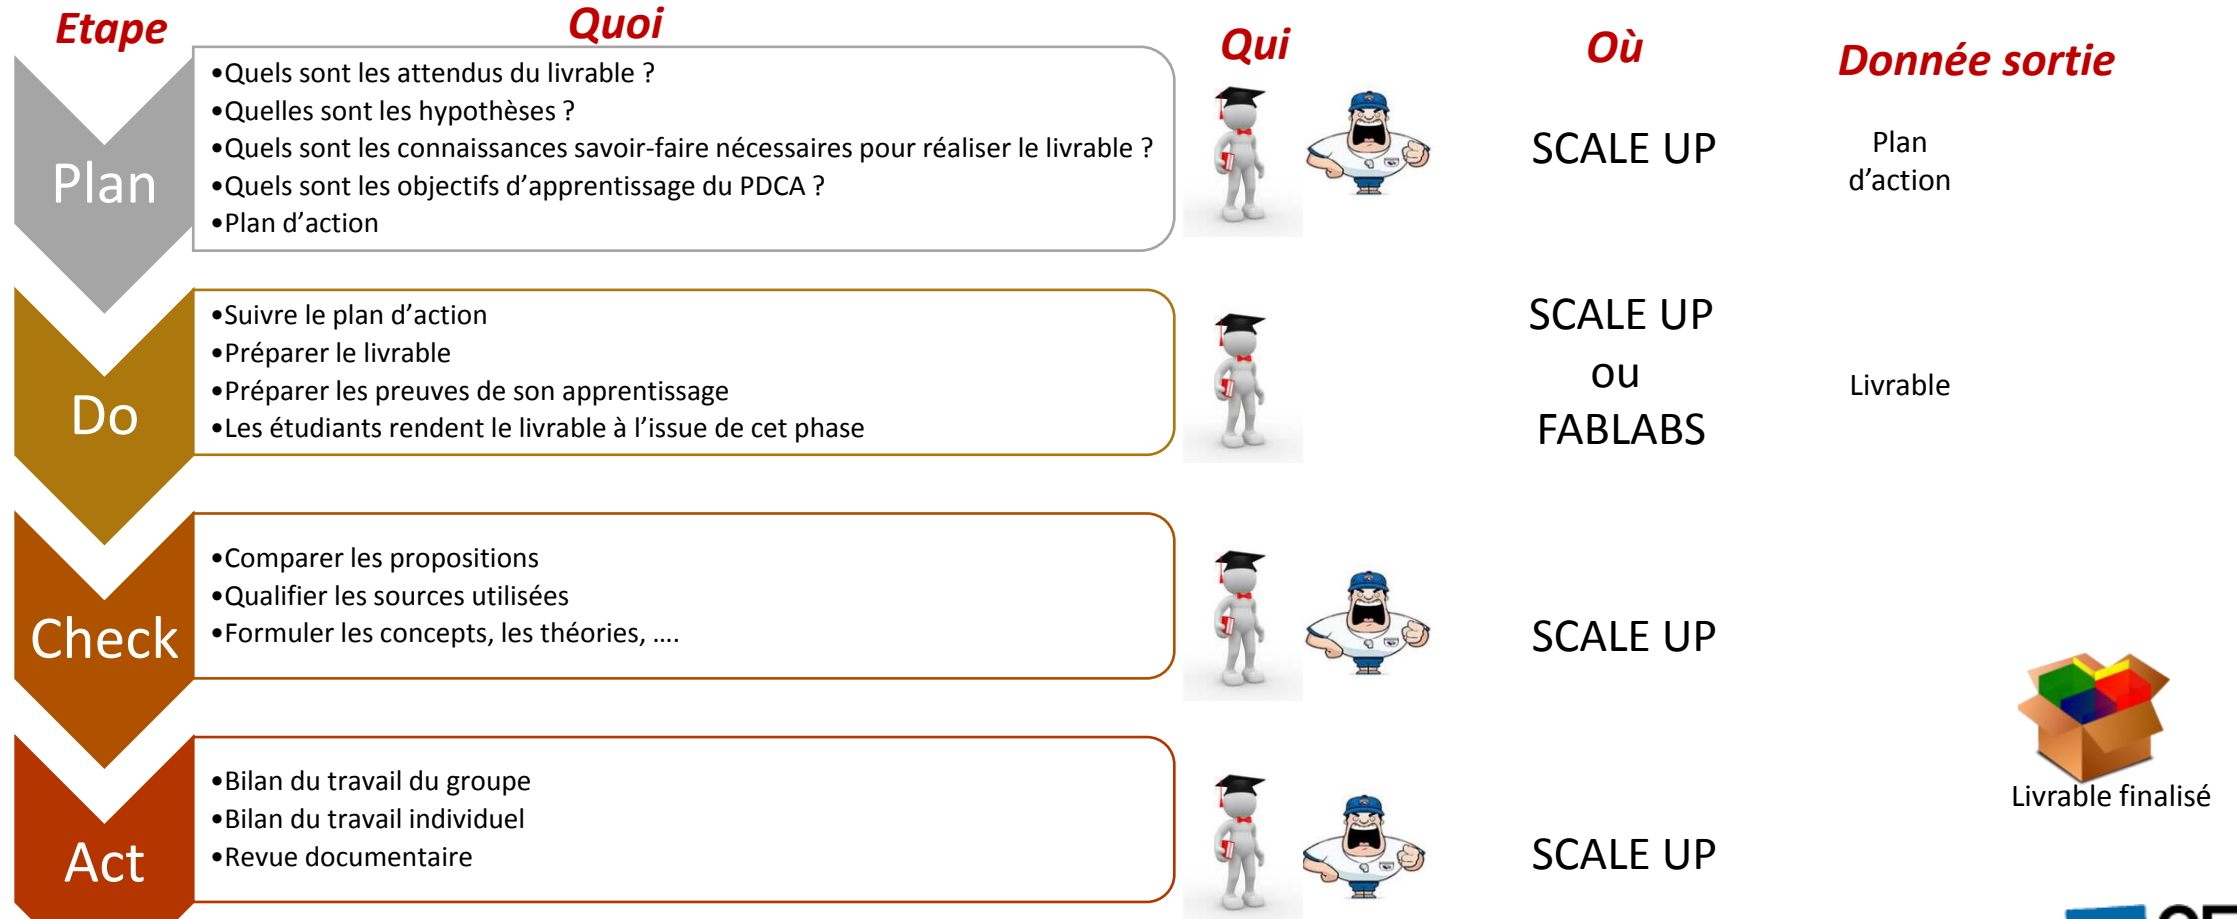 Etape
Quoi
Qui
Où
Donnée sortie
Plan
•Quels sont les attendus du livrable ?
•Quelles sont les hypothèses ?
•Quels sont les connaissances savoir-faire nécessaires pour réaliser le livrable ?
•Quels sont les objectifs d’apprentissage du PDCA ?
•Plan d’action
SCALE UP
Plan
d’action
Do
•Suivre le plan d’action
•Préparer le livrable
•Préparer les preuves de son apprentissage
•Les étudiants rendent le livrable à l’issue de cet phase
SCALE UP
ou
FABLABS
Livrable
Check
•Comparer les propositions
•Qualifier les sources utilisées
•Formuler les concepts, les théories, ....
SCALE UP
Livrable finalisé
Act
•Bilan du travail du groupe
•Bilan du travail individuel
•Revue documentaire
SCALE UP